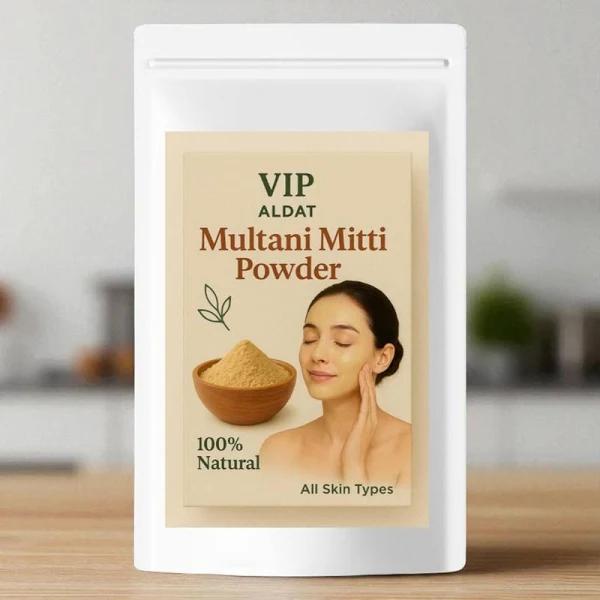 VIP
ALDAT
Multani Mitti
Powder
100%
Natural
All Skin Types